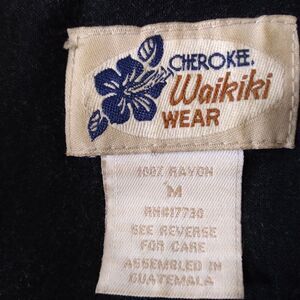 CHEROKEE.
Waikiki
WEAR
100% RAYON
M
RN#17730
SEE REVERSE
FOR CARE
ASSEMBLED IN
GUATEMALA